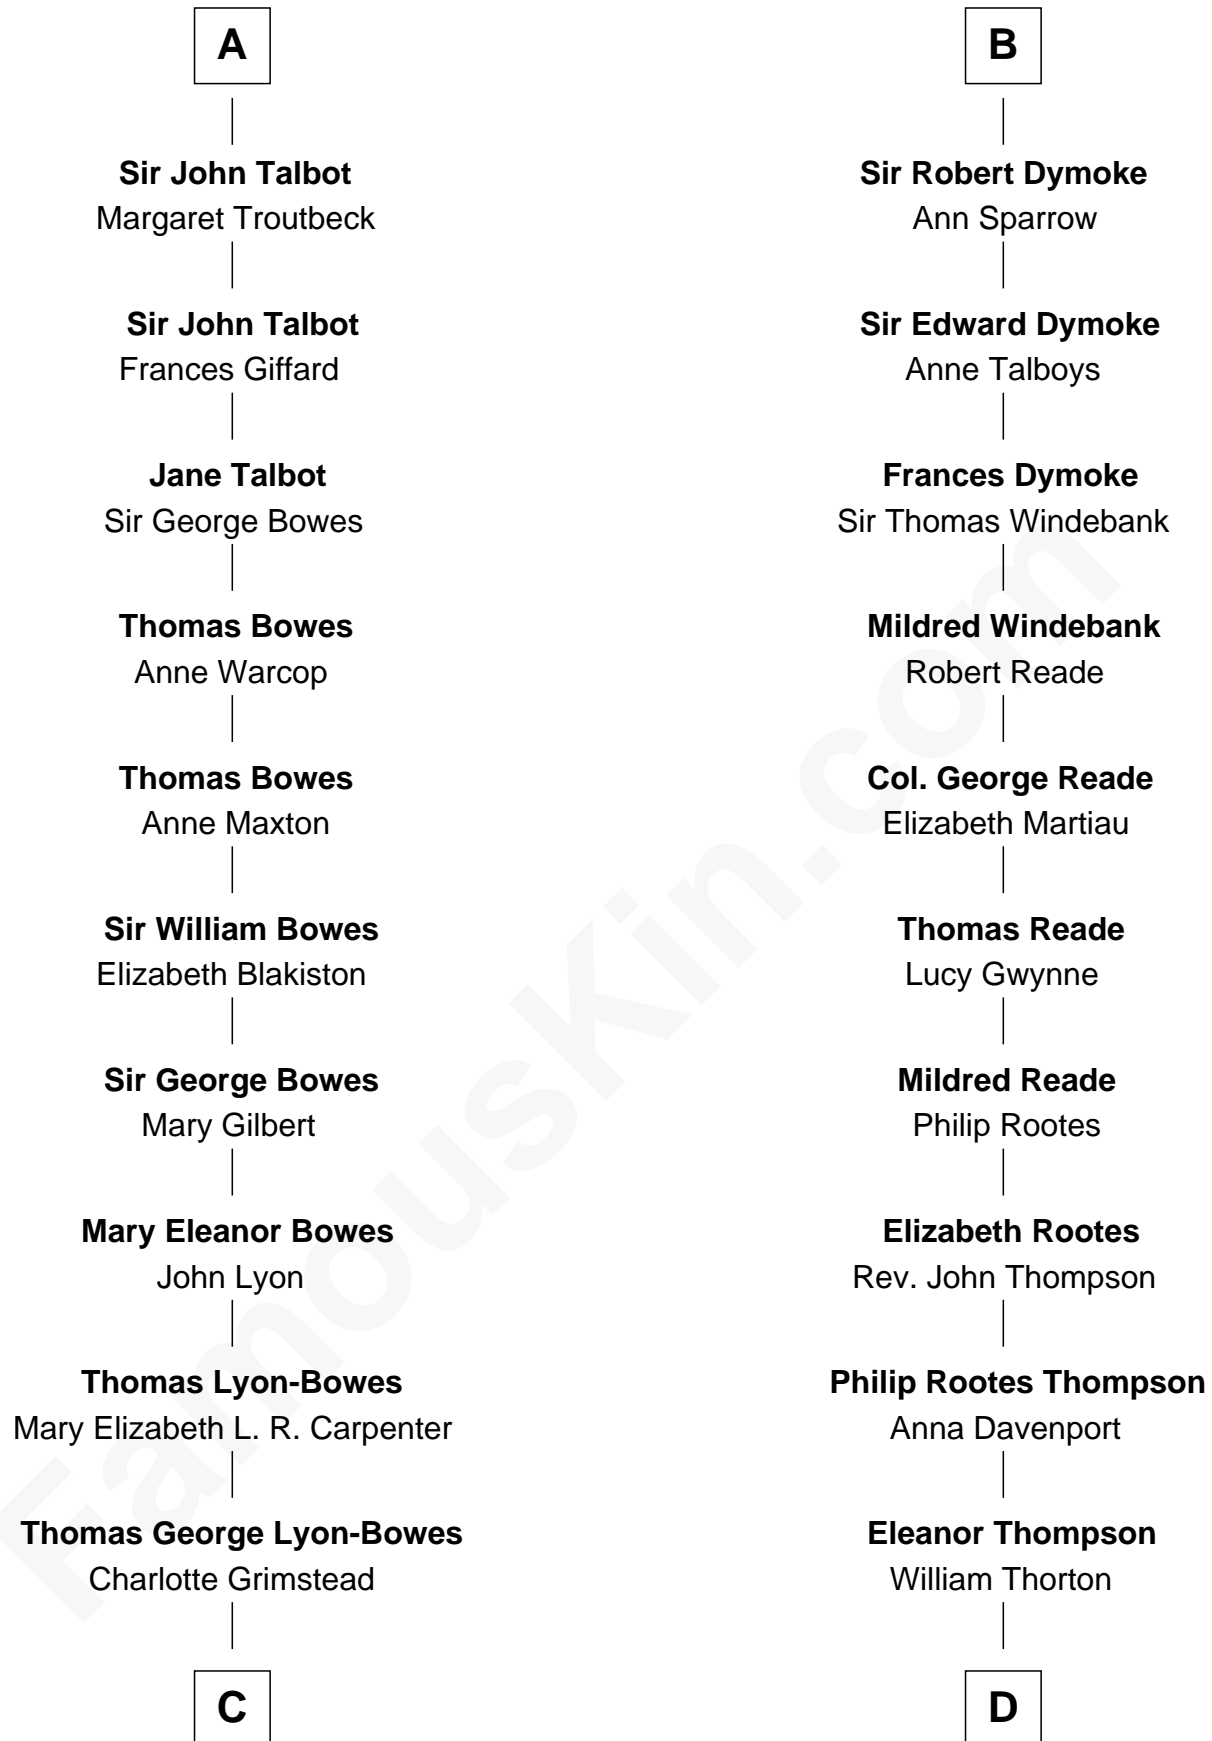 A
Sir John Talbot
Margaret Troutbeck
Sir John Talbot
Frances Giffard
Jane Talbot
Sir George Bowes
Thomas Bowes
Anne Warcop
Thomas Bowes
Anne Maxton
Sir William Bowes
Elizabeth Blakiston
Sir George Bowes
Mary Gilbert
Mary Eleanor Bowes
John Lyon
Thomas Lyon-Bowes
Mary Elizabeth L. R. Carpenter
Thomas George Lyon-Bowes
Charlotte Grimstead
C
B
Sir Robert Dymoke
Ann Sparrow
Sir Edward Dymoke
Anne Talboys
Frances Dymoke
Sir Thomas Windebank
Mildred Windebank
Robert Reade
Col. George Reade
Elizabeth Martiau
Thomas Reade
Lucy Gwynne
Mildred Reade
Philip Rootes
Elizabeth Rootes
Rev. John Thompson
Philip Rootes Thompson
Anna Davenport
Eleanor Thompson
William Thorton
D
FamousKin.com